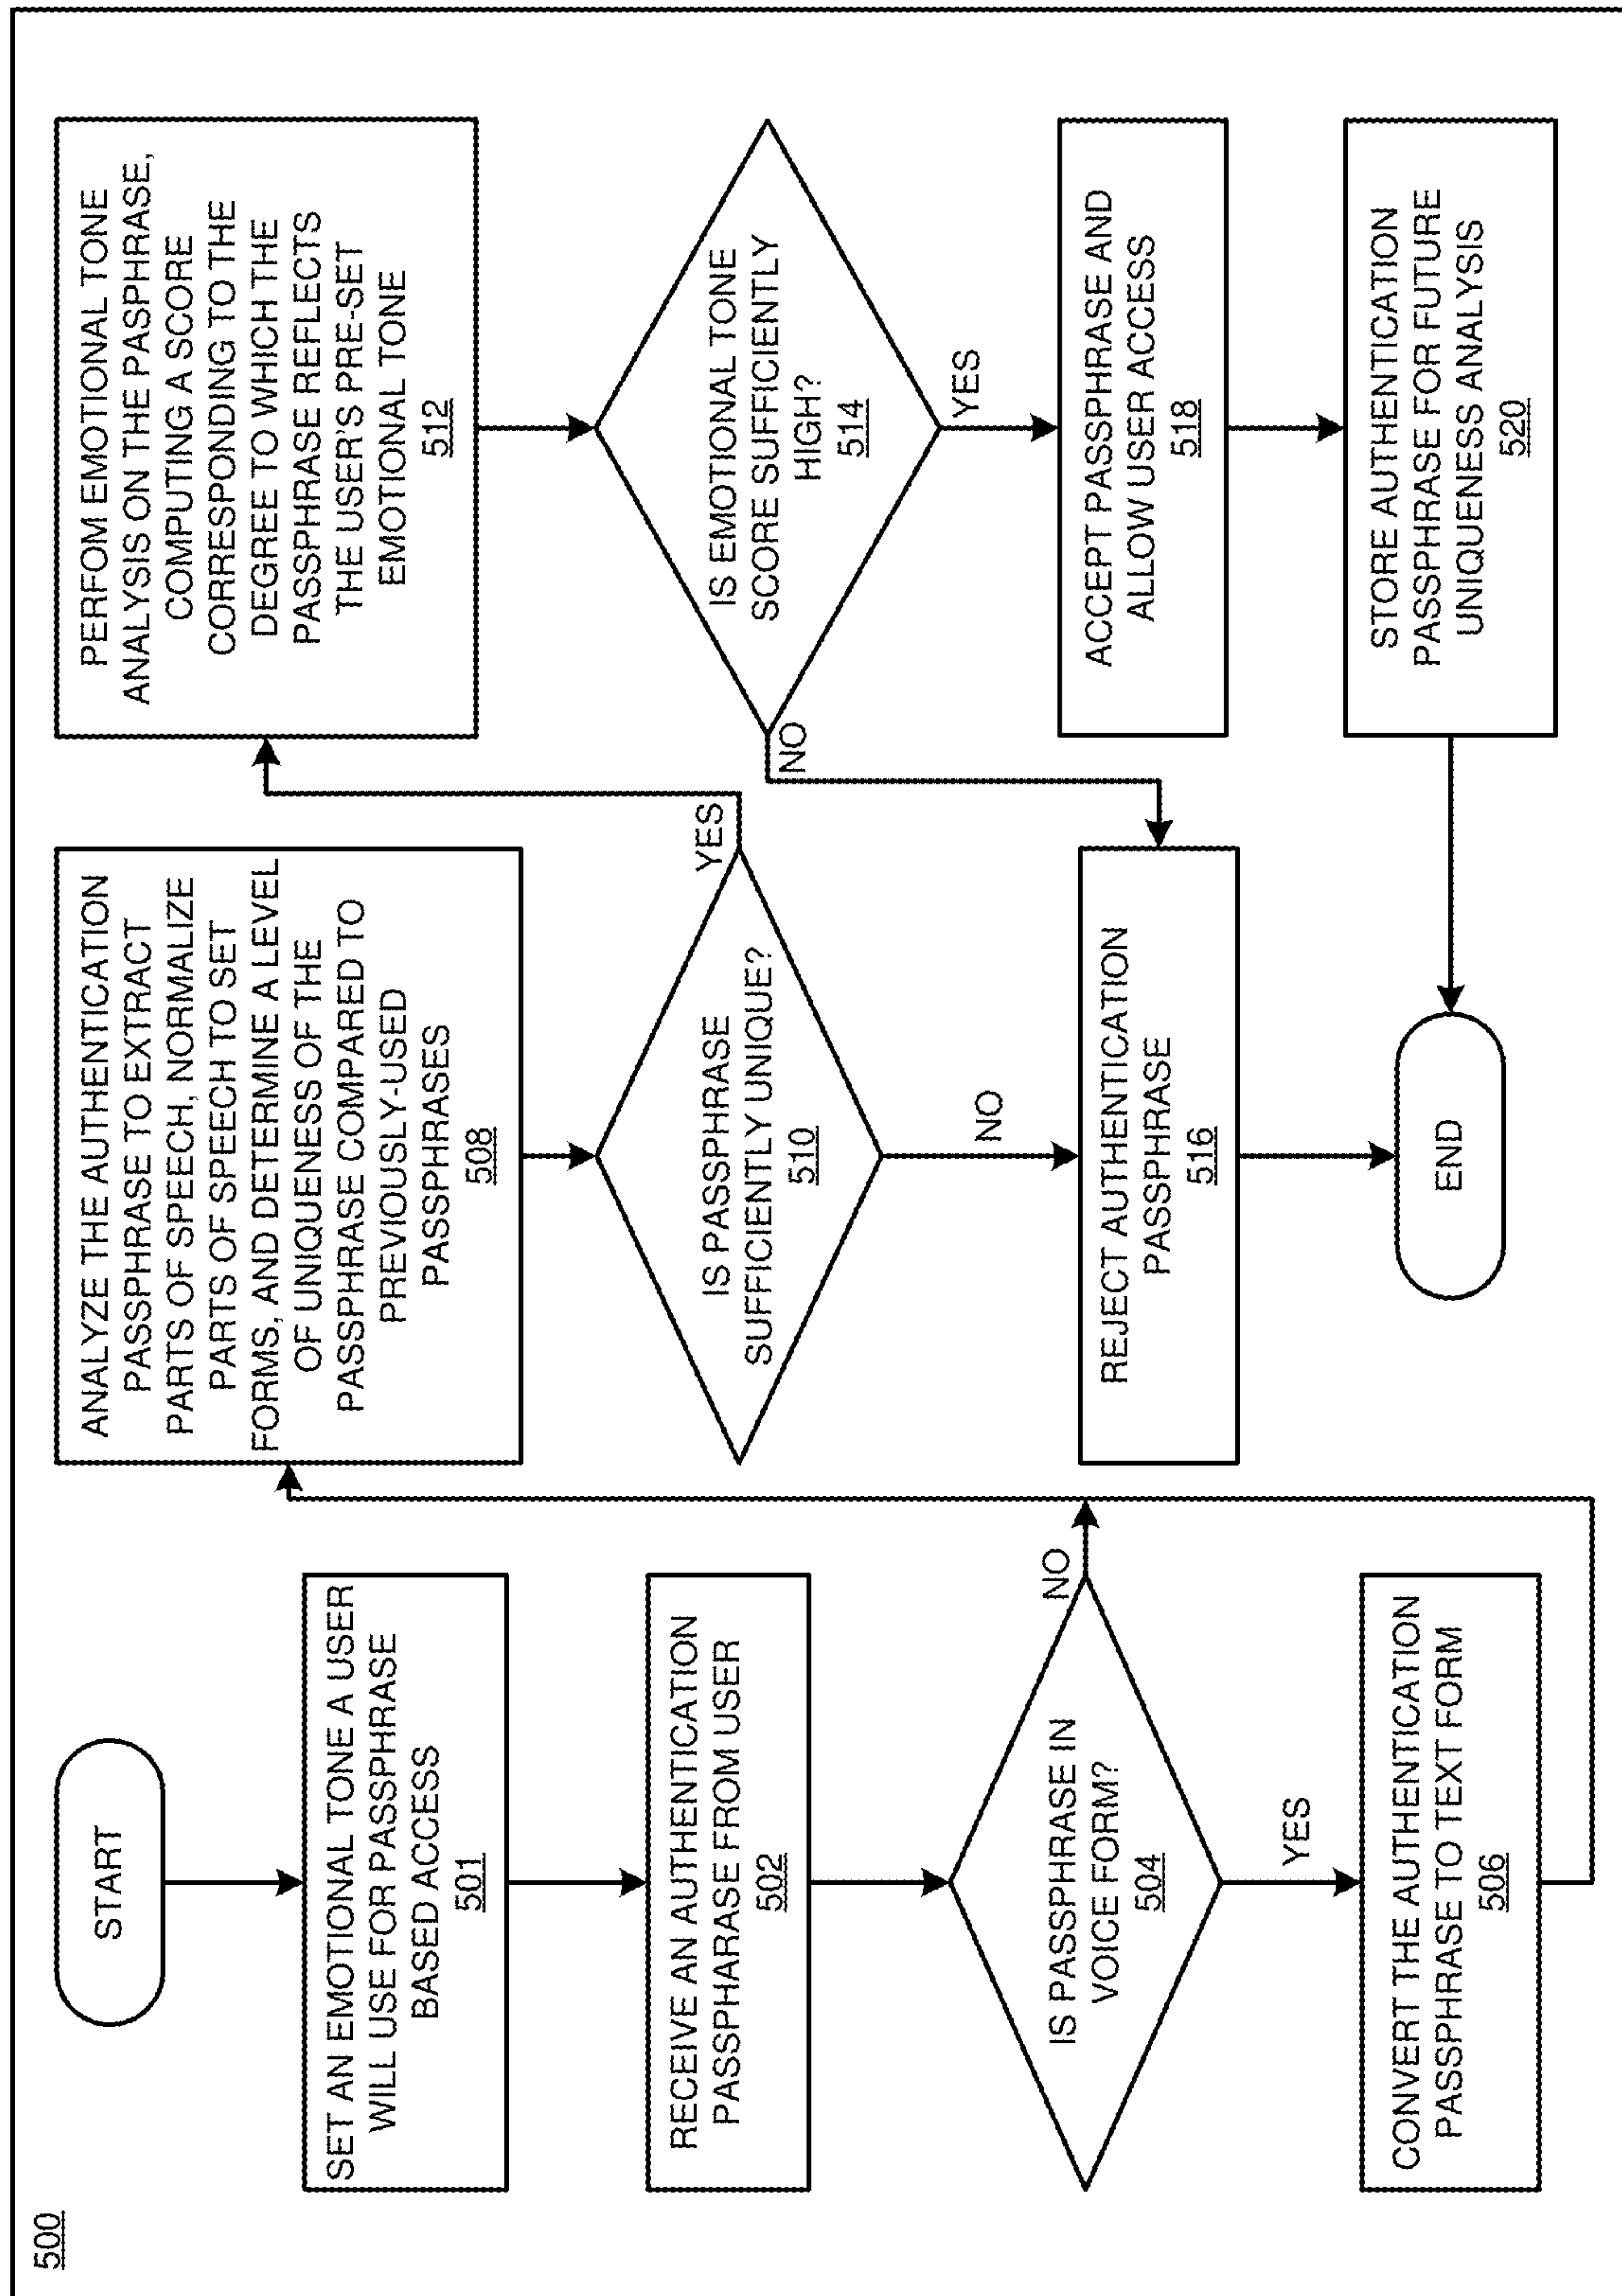 500
START
SET AN EMOTIONAL TONE A USER
WILL USE FOR PASSPHRASE
BASED ACCESS
501
RECEIVE AN AUTHENTICATION
PASSPHARASE FROM USER
502
IS PASSPHRASE IN
VOICE FORM?
504
NO
YES
CONVERT THE AUTHENTICATION
PASSPHRASE TO TEXT FORM
506
ANALYZE THE AUTHENTICATION
PASSPHRASE TO EXTRACT
PARTS OF SPEECH, NORMALIZE
PARTS OF SPEECH TO SET
FORMS, AND DETERMINE A LEVEL
OF UNIQUENESS OF THE
PASSPHRASE COMPARED TO
PREVIOUSLY-USED
PASSPHRASES
508
IS PASSPHRASE
SUFFICIENTLY UNIQUE?
510
YES
NO
REJECT AUTHENTICATION
PASSPHRASE
516
END
PERFOM EMOTIONAL TONE
ANALYSIS ON THE PASPHRASE,
COMPUTING A SCORE
CORRESPONDING TO THE
DEGREE TO WHICH THE
PASSPHRASE REFLECTS
THE USER'S PRE-SET
EMOTIONAL TONE
512
IS EMOTIONAL TONE
SCORE SUFFICIENTLY
HIGH?
514
NO
YES
ACCEPT PASSPHRASE AND
ALLOW USER ACCESS
518
STORE AUTHENTICATION
PASSPHRASE FOR FUTURE
UNIQUENESS ANALYSIS
520